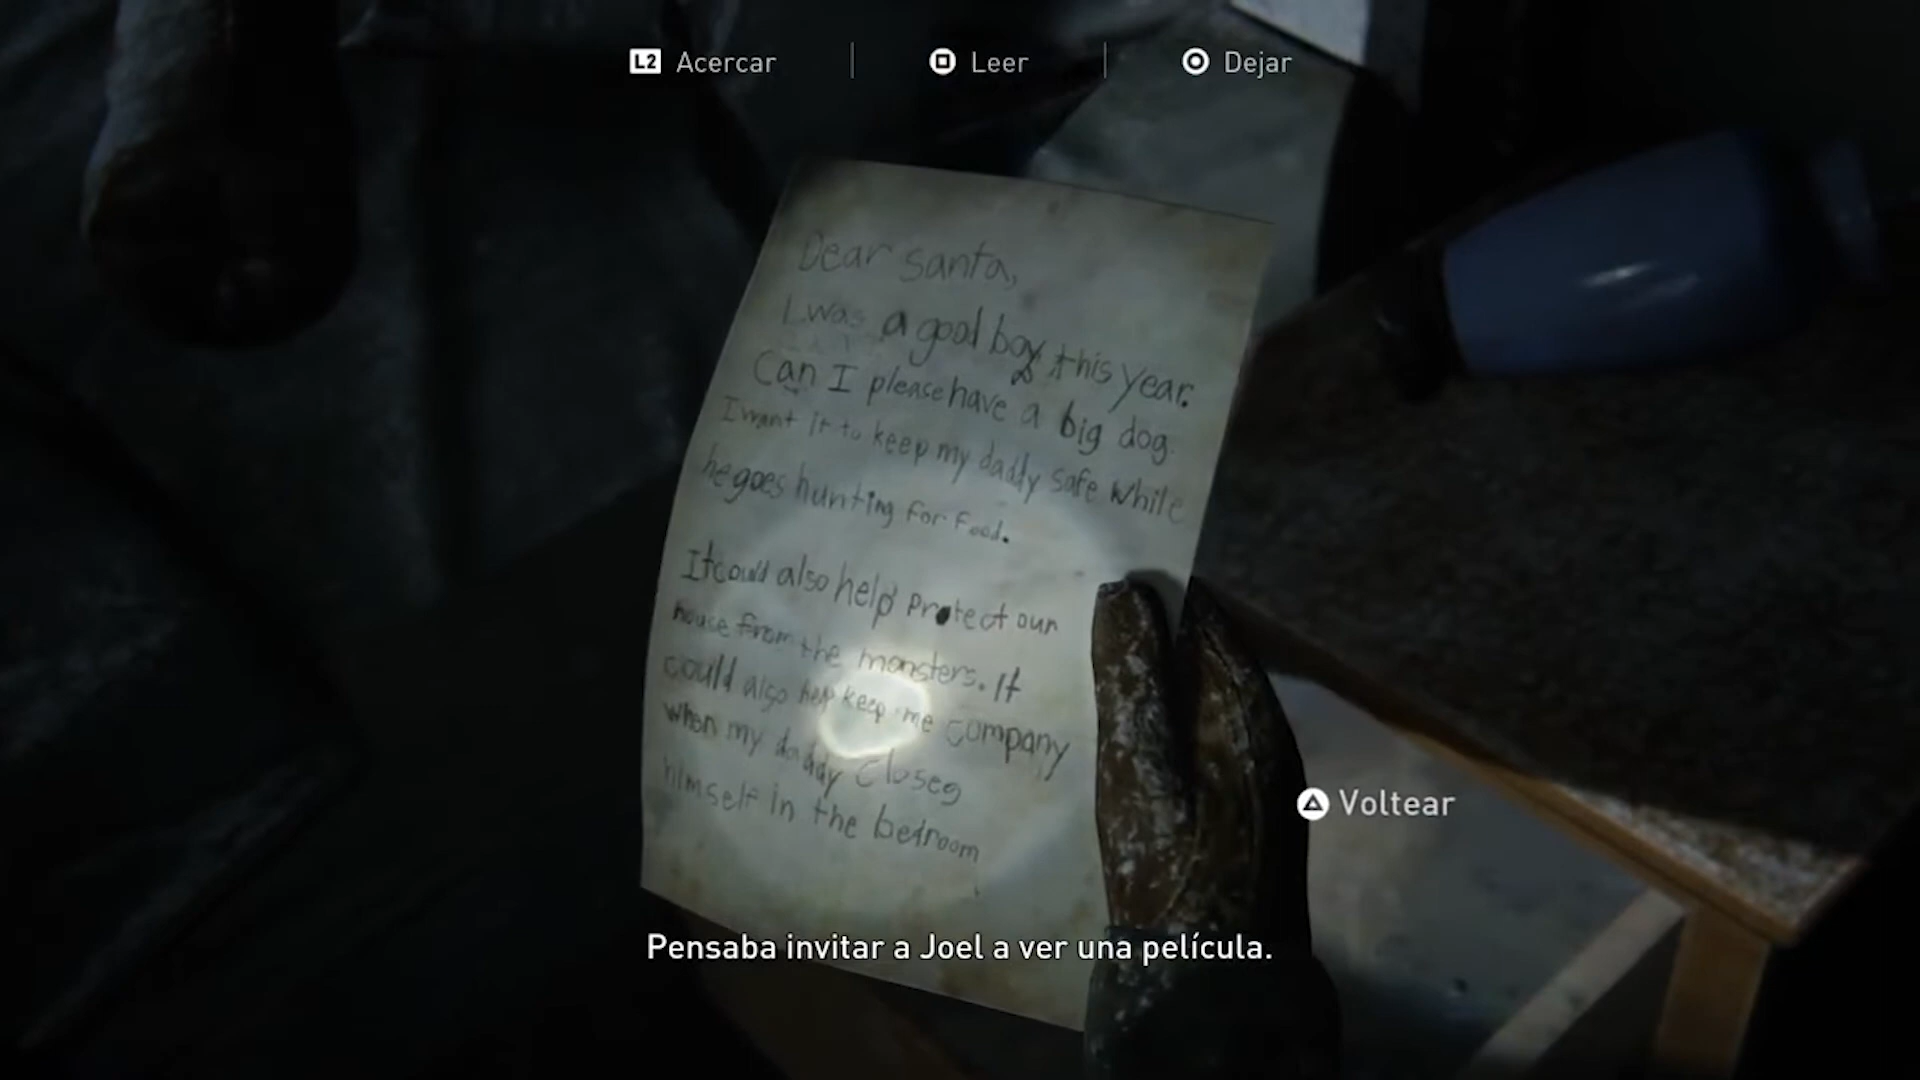 L2 Acercar
Leer
Dejar
Dear santa,
I was a good boy this year.
Can I please have a big dog.
I want it to keep my daddy safe while
he goes hunting for food.
It could also help protect our
house from the monsters. It
could also help keep me company
when my daddy closes
himself in the bedroom
Voltear
Pensaba invitar a Joel a ver una película.